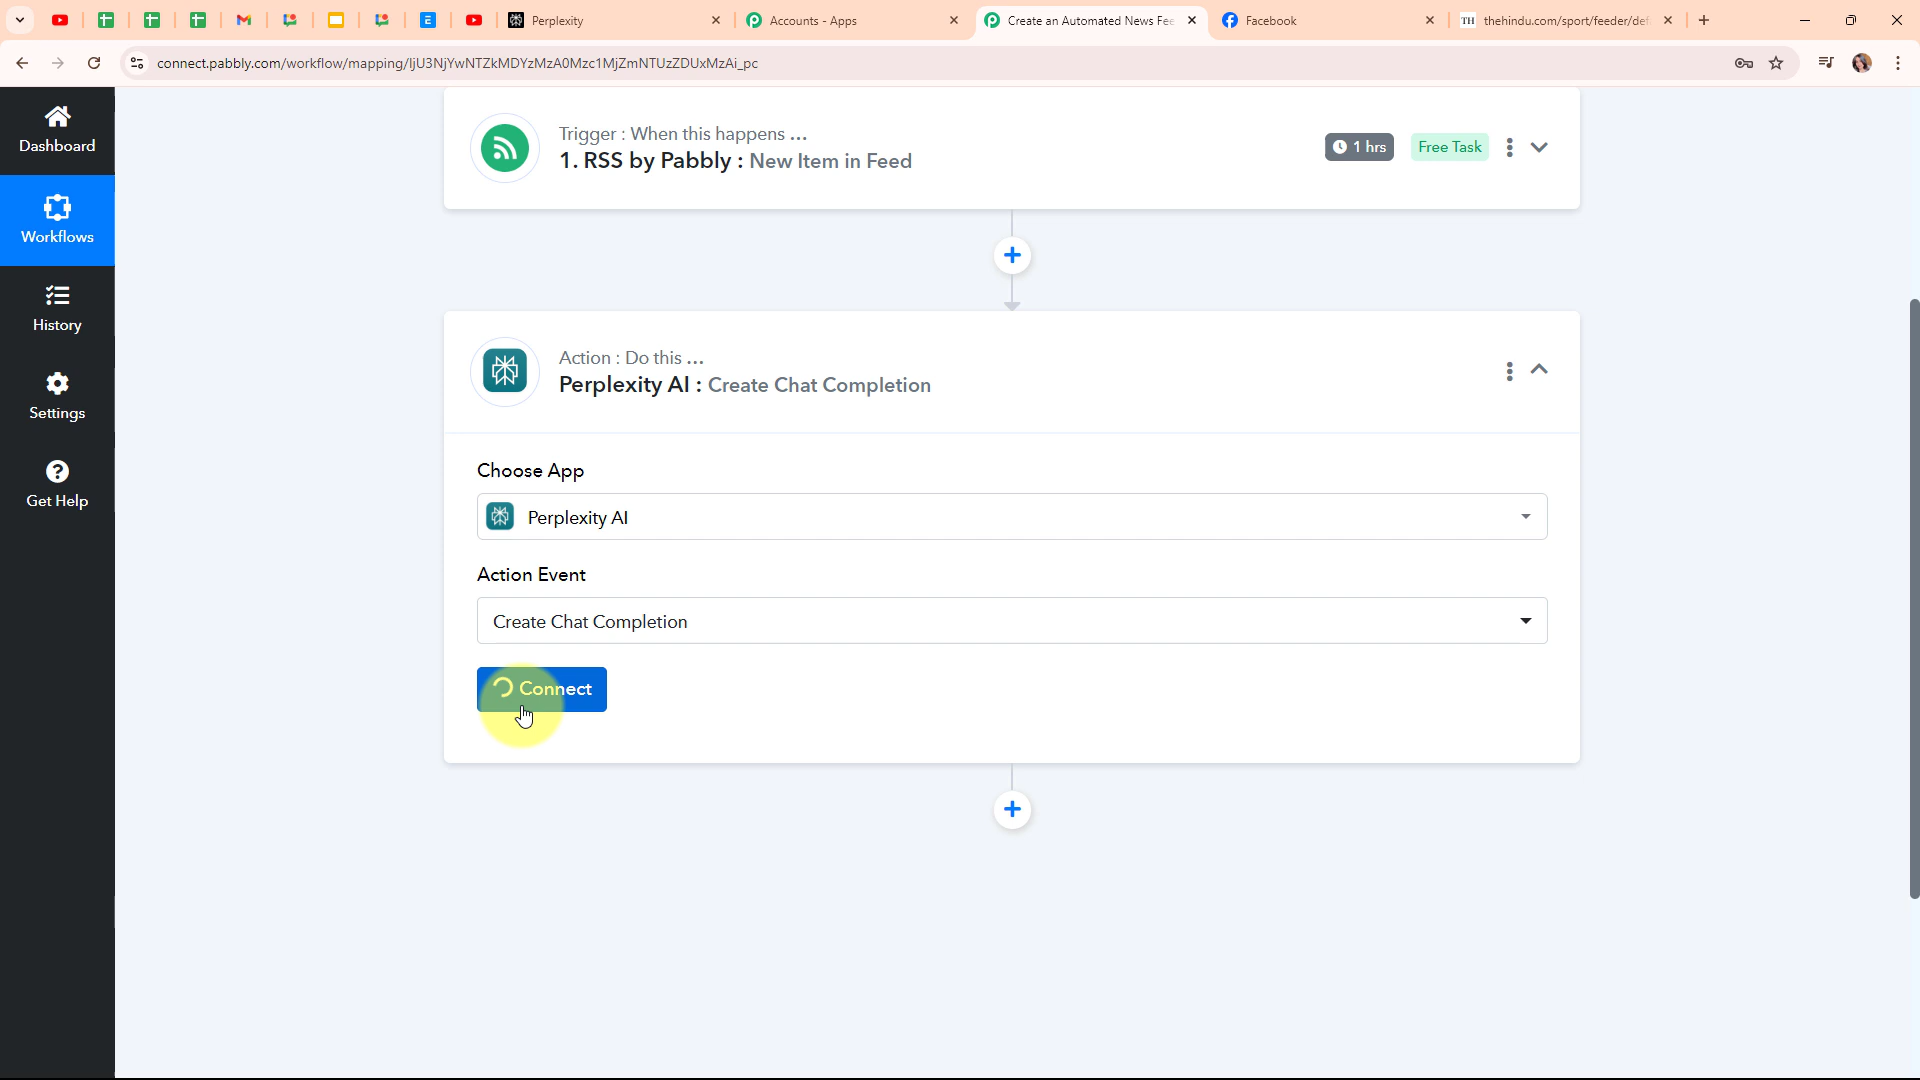 Perplexity
Accounts - Apps
Create an Automated News Fee
Facebook
TH thehindu.com/sport/feeder/def
connect.pabbly.com/workflow/mapping/IjU3NjYwNTZkMDYzMzA0Mzc1MjZmNTUzZDUxMzAi_pc
Dashboard
Workflows
History
Settings
Get Help
Trigger : When this happens ...
1. RSS by Pabbly : New Item in Feed
1 hrs
Free Task
Action : Do this ...
Perplexity AI : Create Chat Completion
Choose App
Perplexity AI
Action Event
Create Chat Completion
Connect